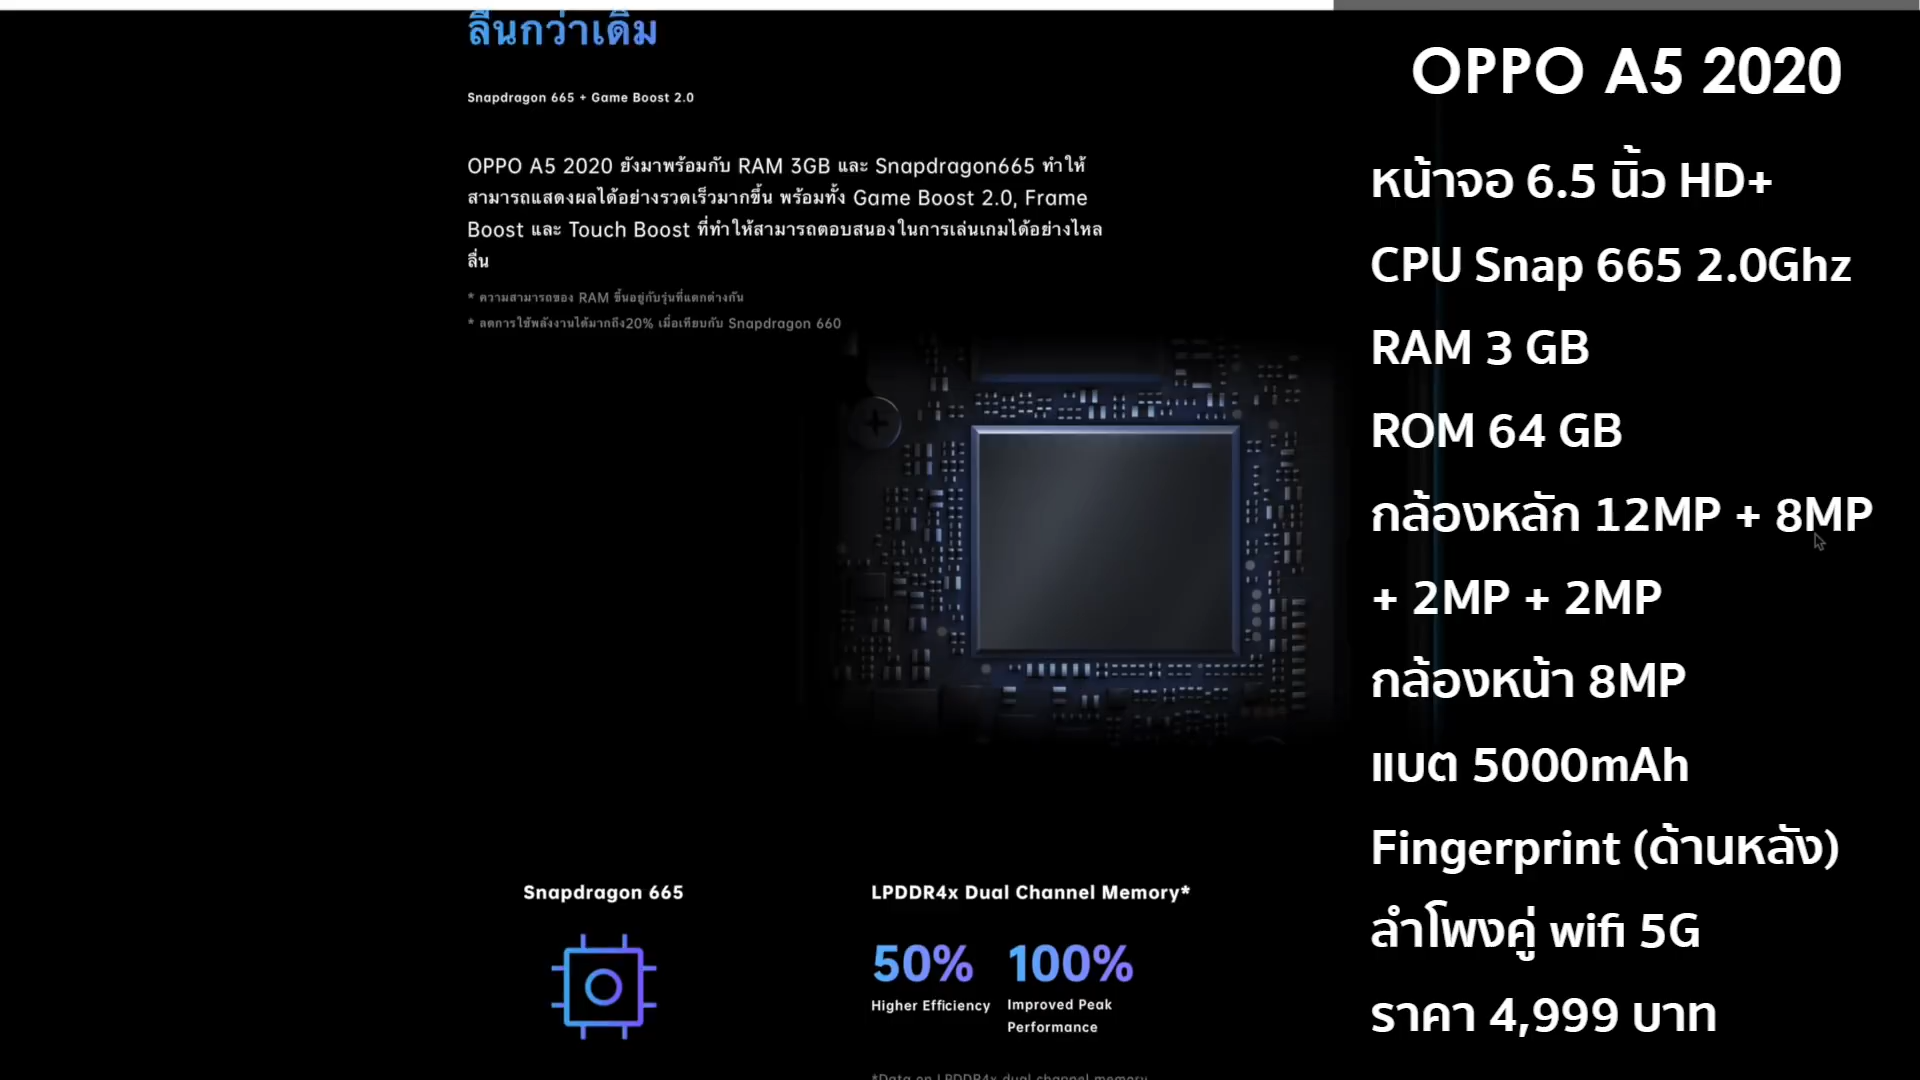 ลื่นกว่าเดิม
Snapdragon 665 + Game Boost 2.0
OPPO A5 2020 ยังมาพร้อมกับ RAM 3GB และ Snapdragon665 ทำให้
สามารถแสดงผลได้อย่างรวดเร็วมากขึ้น พร้อมทั้ง Game Boost 2.0, Frame
Boost และ Touch Boost ที่ทำให้สามารถตอบสนองในการเล่นเกมได้อย่างไหล
ลื่น
* ความสามารถของ RAM ขึ้นอยู่กับรุ่นที่แตกต่างกัน
* ลดการใช้พลังงานได้มากถึง20% เมื่อเทียบกับ Snapdragon 660
Snapdragon 665
LPDDR4x Dual Channel Memory*
50% 100%
Higher Efficiency
Improved Peak
Performance
*Data on LPDDR4x dual channel memory
OPPO A5 2020
หน้าจอ 6.5 นิ้ว HD+
CPU Snap 665 2.0Ghz
RAM 3 GB
ROM 64 GB
กล้องหลัก 12MP + 8MP
+ 2MP + 2MP
กล้องหน้า 8MP
แบต 5000mAh
Fingerprint (ด้านหลัง)
ลำโพงคู่ wifi 5G
ราคา 4,999 บาท